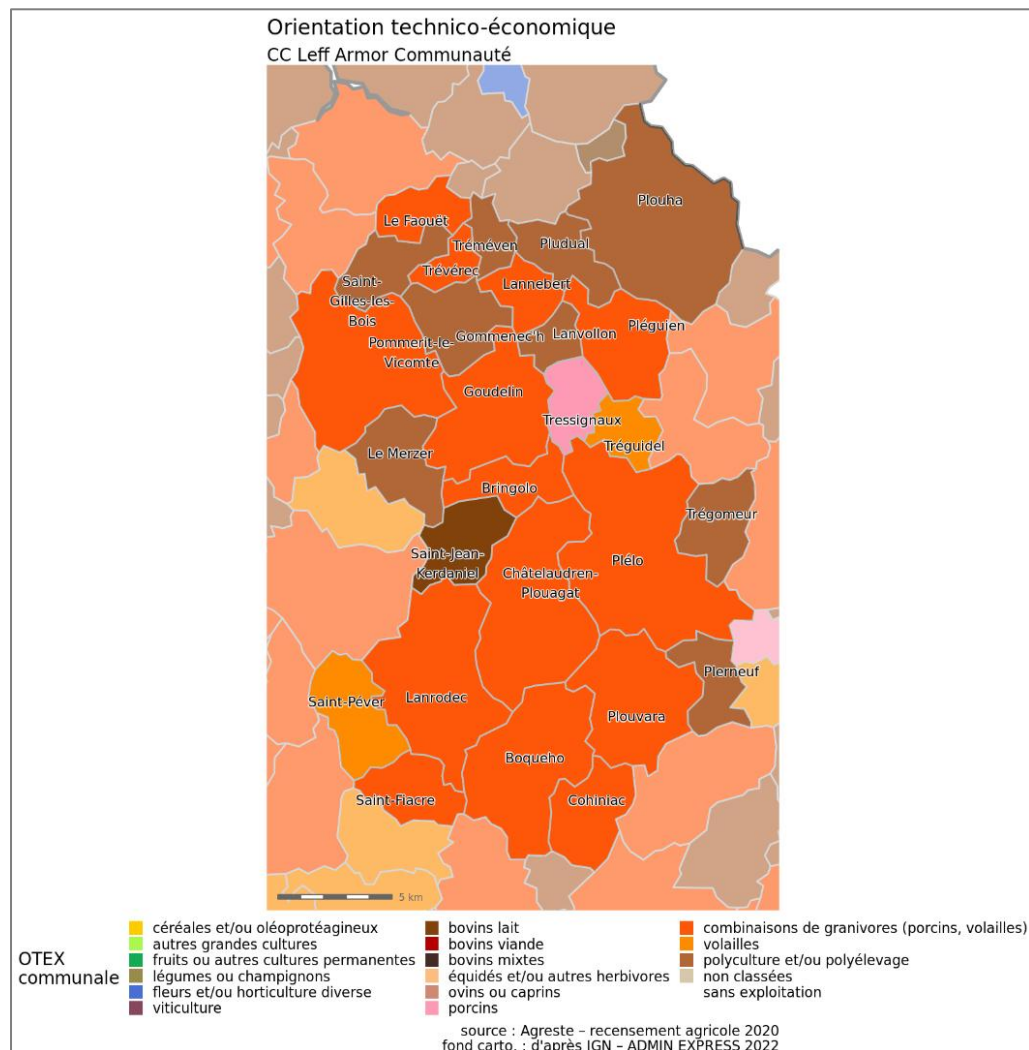 Orientation technico-économique
CC Leff Armor Communauté
Plouha
Le Faouët
Tréméven
Pludual
Trévérec
Lannebert
Saint-
Gilles-les-
Bois
Pléguien
Gommenec'h
Lanvollon
Pommerit-le-
Vicomte
Goudelin
Tressignaux
Tréguidel
Le Merzer
Bringolo
Trégomeur
Saint-Jean-
Kerdaniel
Plélo
Châtelaudren-
Plouagat
Plerneuf
Saint-Péver
Lanrodec
Plouvara
Boqueho
Saint-Fiacre
Cohiniac
5 km
OTEX
communale
céréales et/ou oléoprotéagineux
autres grandes cultures
fruits ou autres cultures permanentes
légumes ou champignons
fleurs et/ou horticulture diverse
viticulture
bovins lait
bovins viande
bovins mixtes
équidés et/ou autres herbivores
ovins ou caprins
porcins
combinaisons de granivores (porcins, volailles)
volailles
polyculture et/ou polyélevage
non classées
sans exploitation
source : Agreste – recensement agricole 2020
fond carto. : d'après IGN – ADMIN EXPRESS 2022